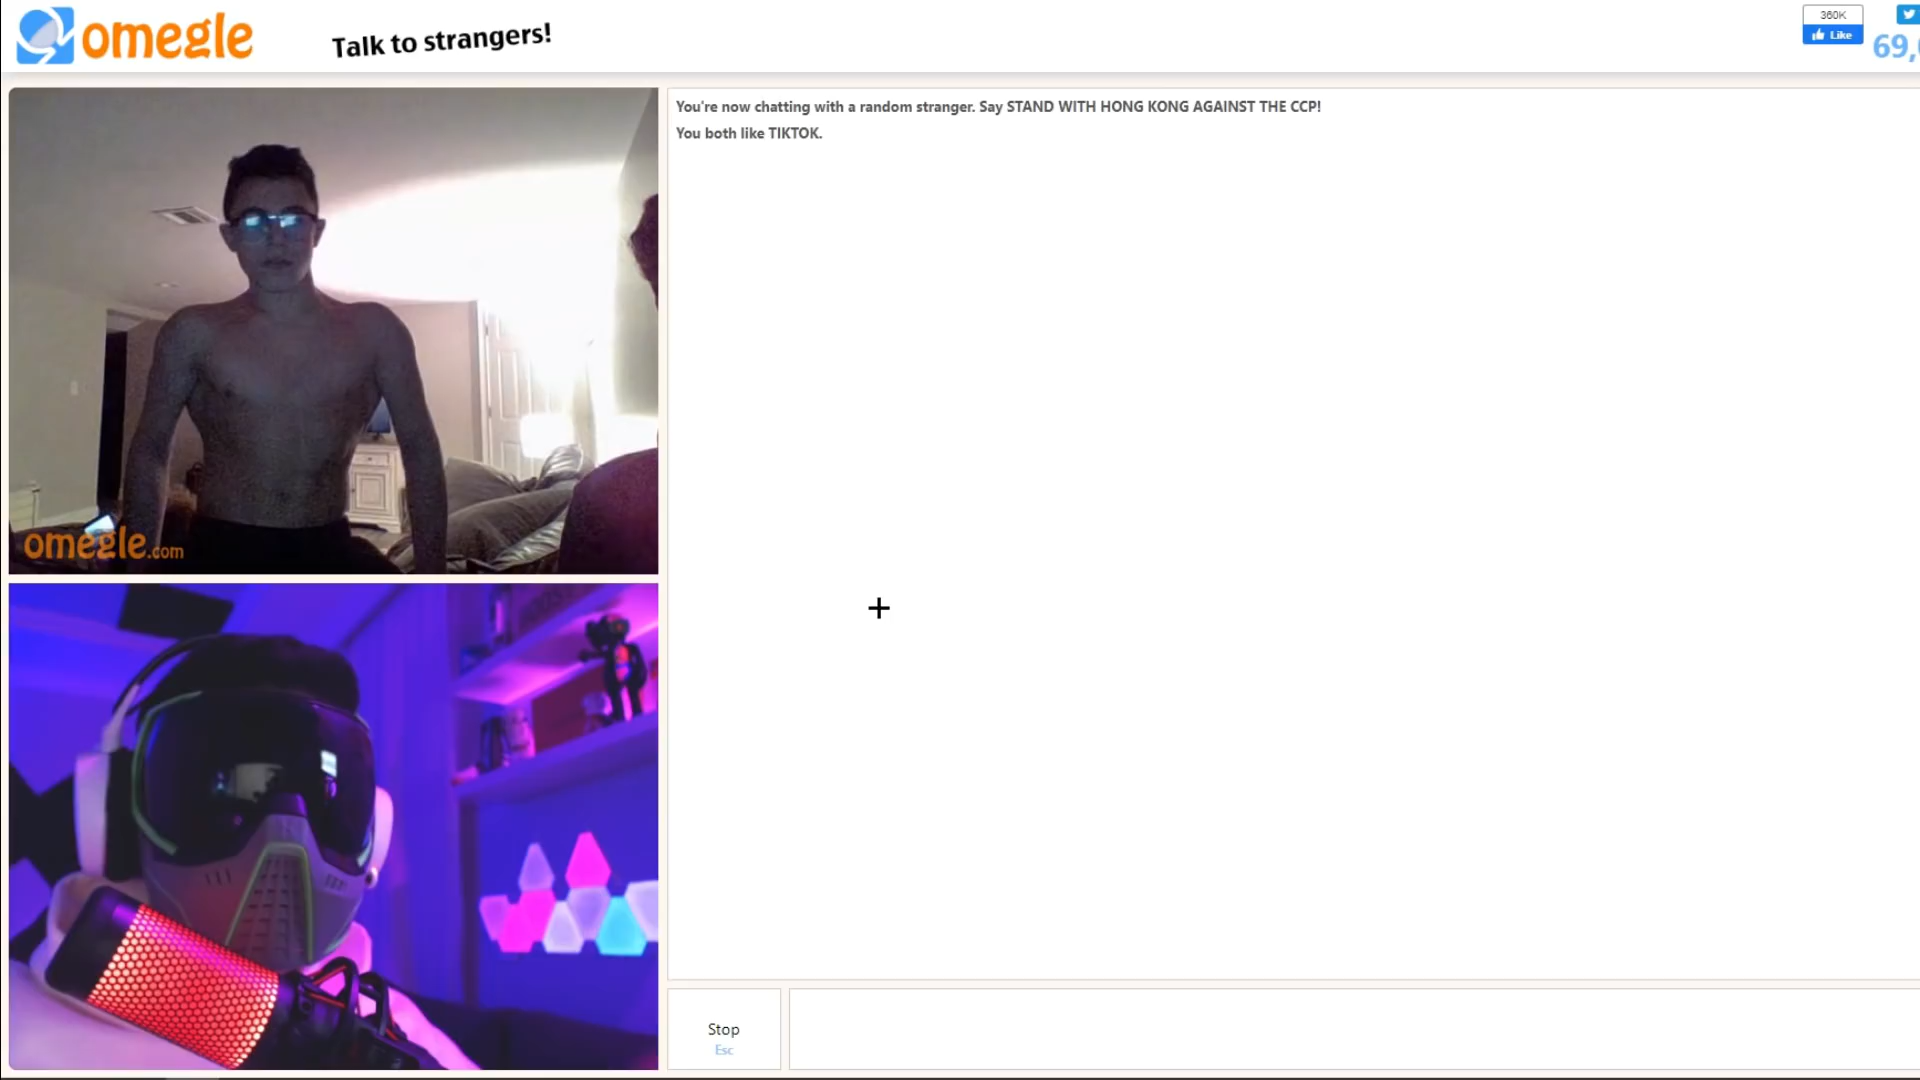 omegle
Talk to strangers!
360K
Like
69,
You're now chatting with a random stranger. Say STAND WITH HONG KONG AGAINST THE CCP!
You both like TIKTOK.
omegle.com
Stop
Esc